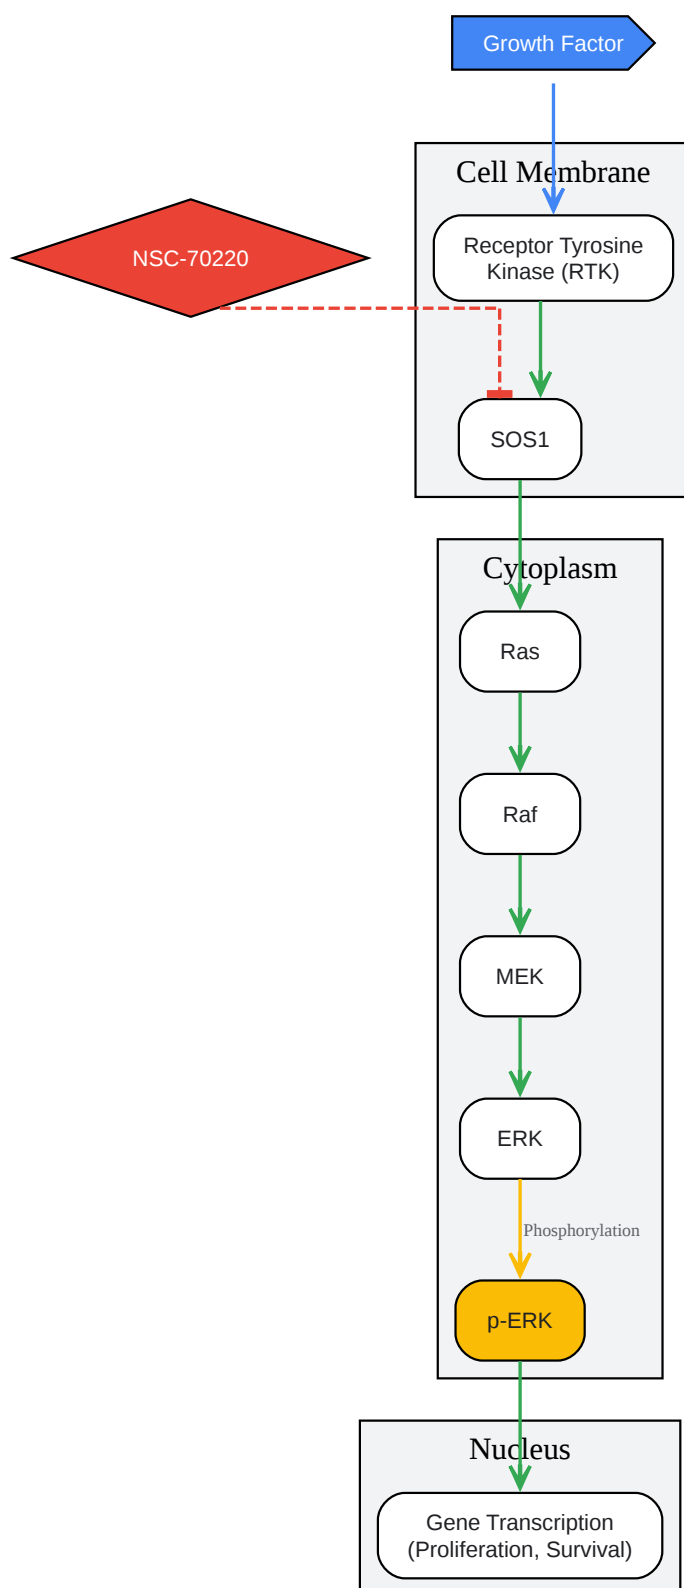 Growth Factor
Cell Membrane
NSC-70220
Receptor Tyrosine
Kinase (RTK)
SOS1
Cytoplasm
Ras
Raf
MEK
ERK
Phosphorylation
p-ERK
Nucleus
Gene Transcription
(Proliferation, Survival)